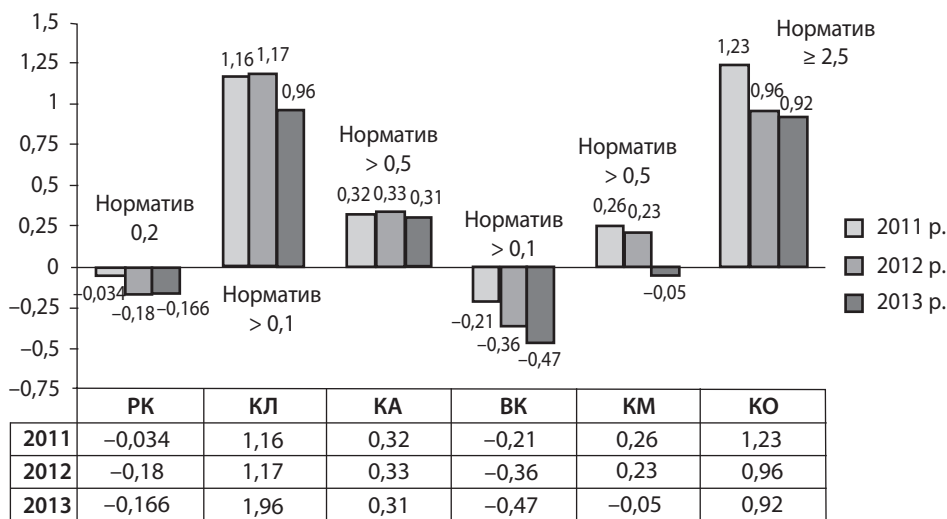 1,5
1,25
1
0,75
0,5
0,25
0
–0,25
–0,5
–0,75
Норматив
0,2
–0,034
–0,18
–0,166
1,16
1,17
0,96
Норматив
> 0,1
Норматив
> 0,5
0,32
0,33
0,31
Норматив
> 0,1
–0,21
–0,36
–0,47
Норматив
> 0,5
0,26
0,23
–0,05
1,23
0,96
0,92
Норматив
≥ 2,5
2011 р.
2012 р.
2013 р.
РК КЛ КА ВК КМ КО
2011 –0,034 1,16 0,32 –0,21 0,26 1,23
2012 –0,18 1,17 0,33 –0,36 0,23 0,96
2013 –0,166 1,96 0,31 –0,47 –0,05 0,92